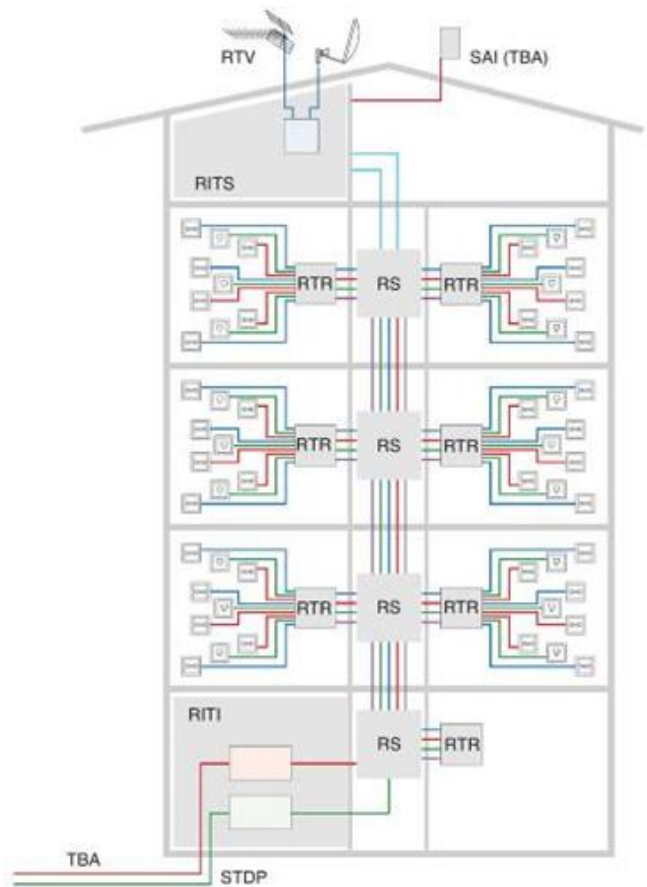 RTV
SAI (TBA)
RITS
RTR RS RTR
RTR RS RTR
RTR RS RTR
RITI
RS RTR
TBA
STDP